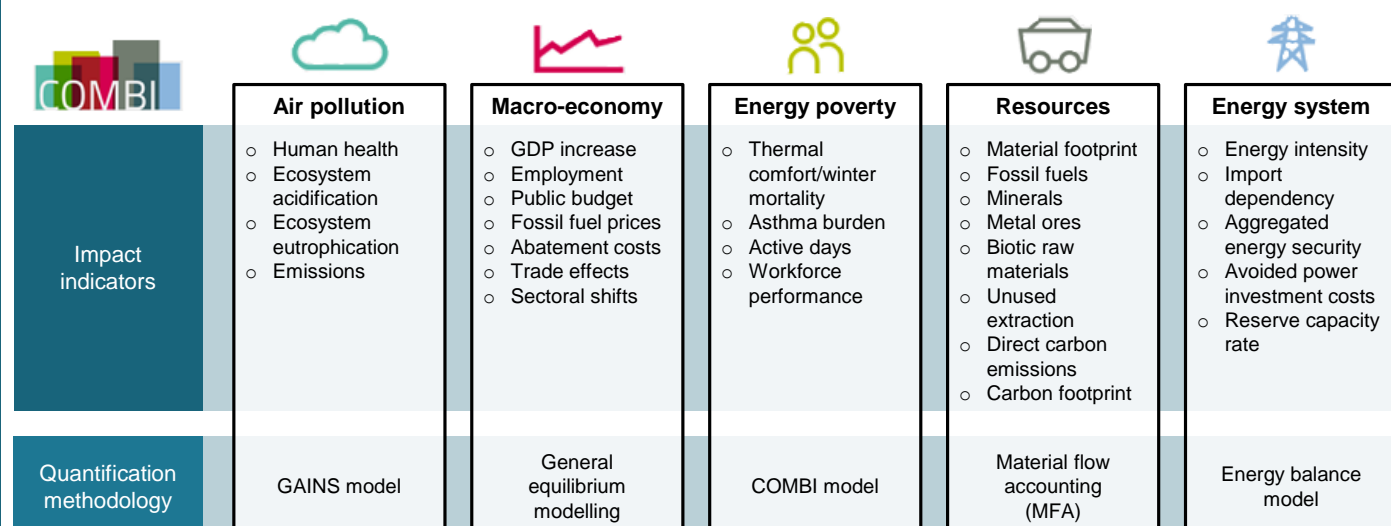 COMBI
Air pollution
Macro-economy
Energy poverty
Resources
Energy system
Impact
indicators
o Human health
o Ecosystem
acidification
o Ecosystem
eutrophication
o Emissions
o GDP increase
o Employment
o Public budget
o Fossil fuel prices
o Abatement costs
o Trade effects
o Sectoral shifts
o Thermal
comfort/winter
mortality
o Asthma burden
o Active days
o Workforce
performance
o Material footprint
o Fossil fuels
o Minerals
o Metal ores
o Biotic raw
materials
o Unused
extraction
o Direct carbon
emissions
o Carbon footprint
o Energy intensity
o Import
dependency
o Aggregated
energy security
o Avoided power
investment costs
o Reserve capacity
rate
Quantification
methodology
GAINS model
General
equilibrium
modelling
COMBI model
Material flow
accounting
(MFA)
Energy balance
model